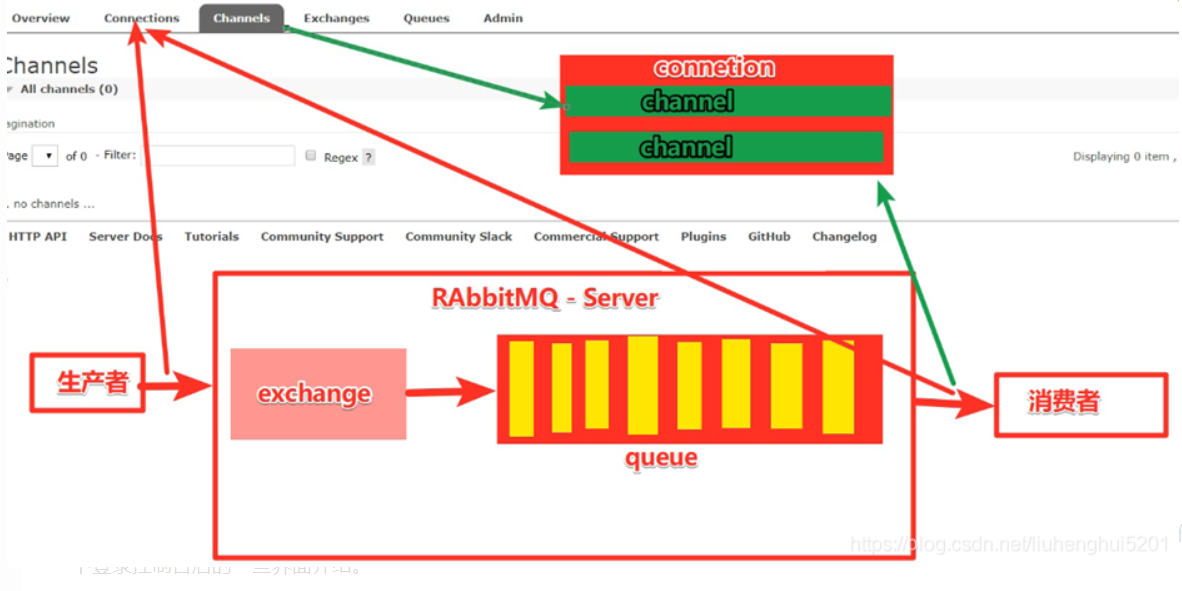 Overview Connections Channels Exchanges Queues Admin
Channels
All channels (0)
agination
Page of 0 - Filter: Regex ?
Displaying 0 item ,
. no channels ...
HTTP API Server Docs Tutorials Community Support Community Slack Commercial Support Plugins GitHub Changelog
connetion
channel
channel
RAbbitMQ - Server
生产者
exchange
queue
消费者
https://blog.csdn.net/liuhenghui5201